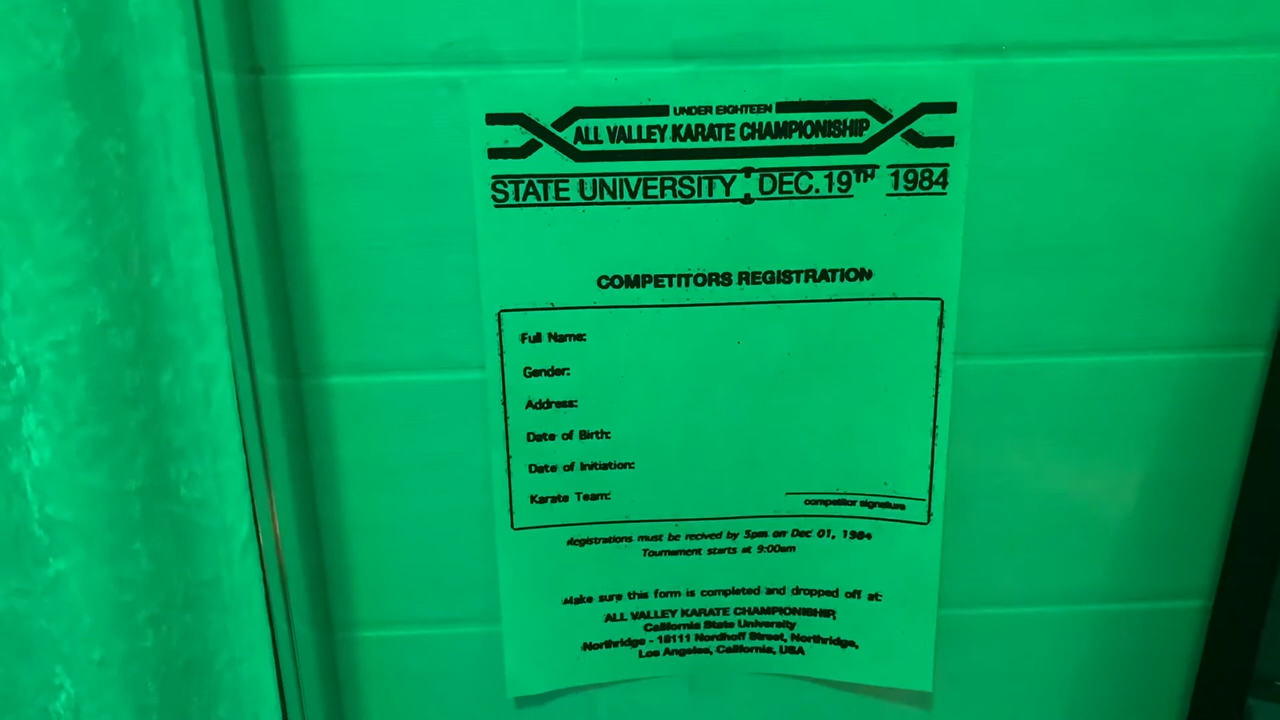 UNDER EIGHTEEN
ALL VALLEY KARATE CHAMPIONISHIP
STATE UNIVERSITY DEC. 19TH 1984
COMPETITORS REGISTRATION
Full Name:
Gender:
Address:
Date of Birth:
Date of Initiation:
Karate Team:
competitor signature
Registrations must be recived by 5pm on Dec 01, 1984
Tournament starts at 9:00am
Make sure this form is completed and dropped off at:
ALL VALLEY KARATE CHAMPIONISHIP
California State University
Northridge - 18111 Nordhoff Street, Northridge,
Los Angeles, California, USA